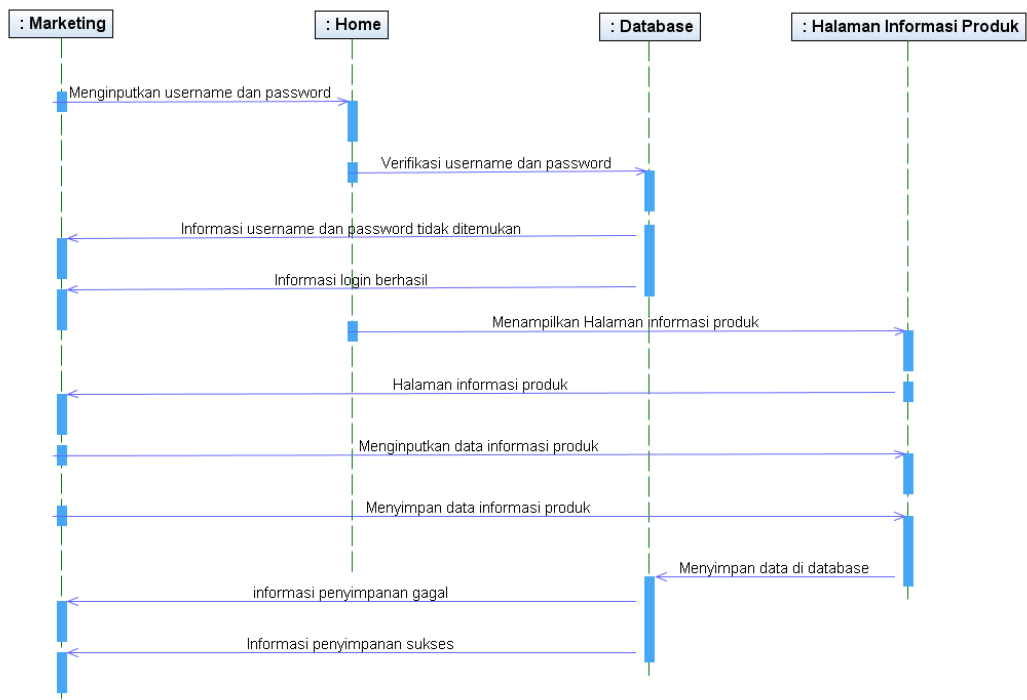 : Marketing
: Home
: Database
: Halaman Informasi Produk
Menginputkan username dan password
Verifikasi username dan password
Informasi username dan password tidak ditemukan
Informasi login berhasil
Menampilkan Halaman informasi produk
Halaman informasi produk
Menginputkan data informasi produk
Menyimpan data informasi produk
Menyimpan data di database
informasi penyimpanan gagal
Informasi penyimpanan sukses